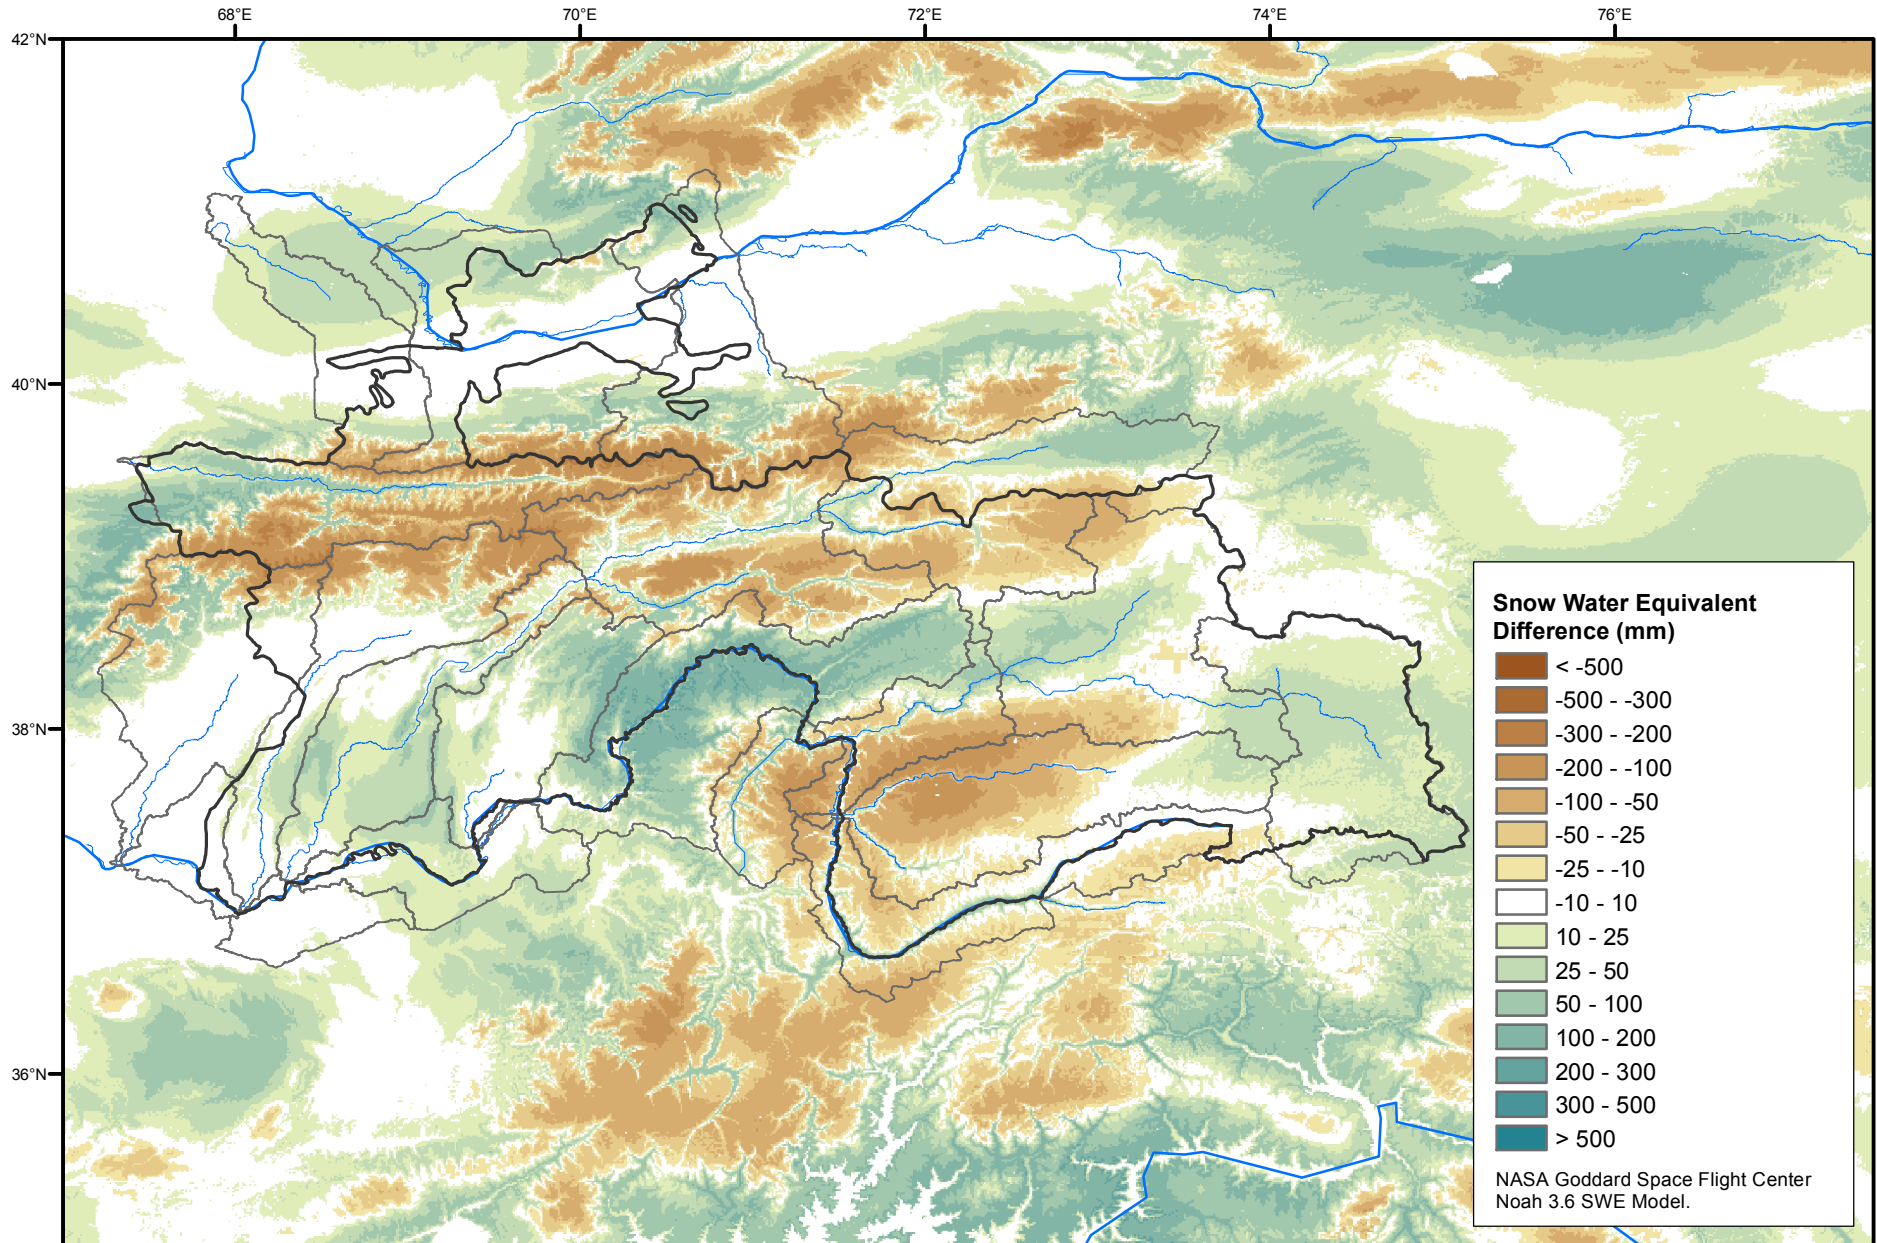 68°E 70°E 72°E 74°E 76°E
42°N
40°N
38°N
36°N
Snow Water Equivalent
Difference (mm)
< -500
-500 - -300
-300 - -200
-200 - -100
-100 - -50
-50 - -25
-25 - -10
-10 - 10
10 - 25
25 - 50
50 - 100
100 - 200
200 - 300
300 - 500
> 500
NASA Goddard Space Flight Center
Noah 3.6 SWE Model.